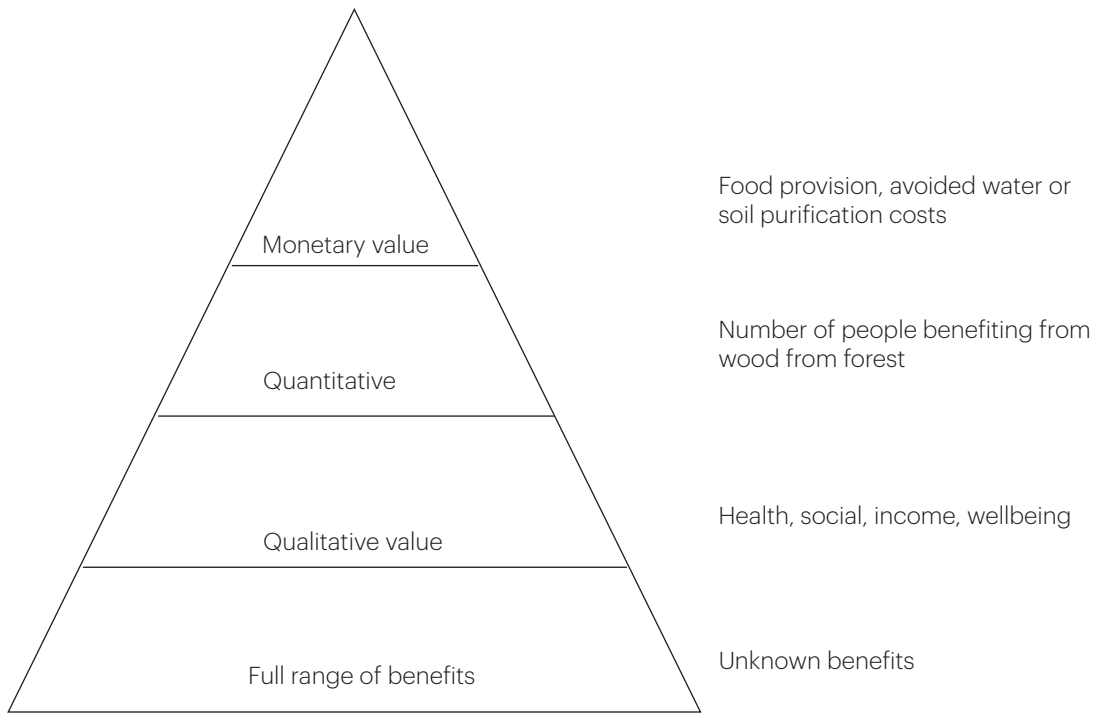 Food provision, avoided water or
soil purification costs
Monetary value
Number of people benefiting from
wood from forest
Quantitative
Health, social, income, wellbeing
Qualitative value
Unknown benefits
Full range of benefits